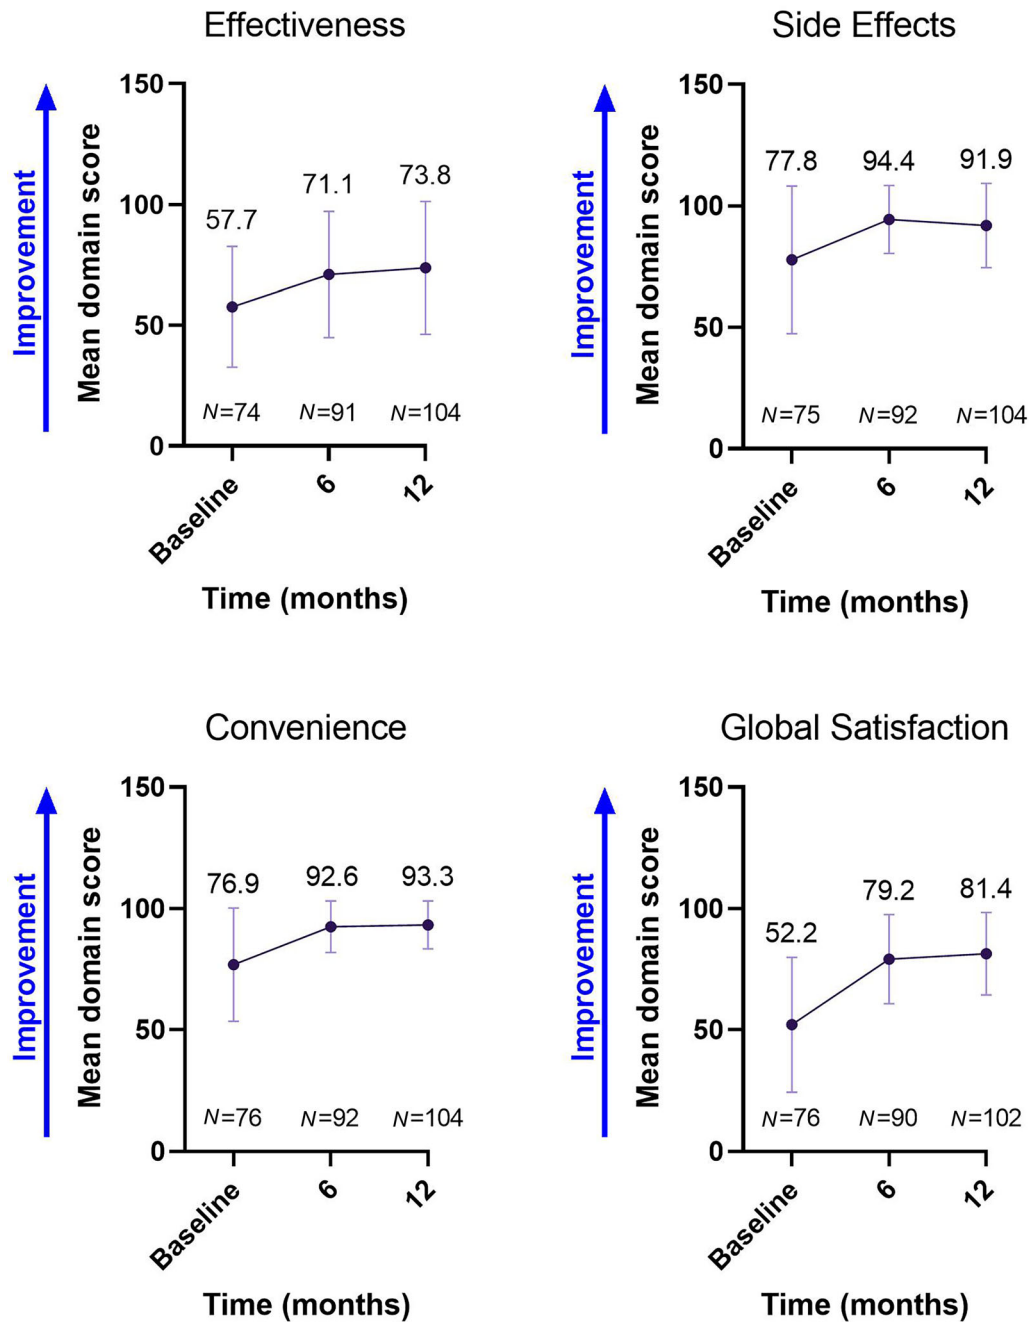 Effectiveness
Improvement
Mean domain score
150
100
50
0
57.7
71.1
73.8
N=74
N=91
N=104
Baseline
6
12
Time (months)
Side Effects
Improvement
Mean domain score
150
100
50
0
77.8
94.4
91.9
N=75
N=92
N=104
Baseline
6
12
Time (months)
Convenience
Improvement
Mean domain score
150
100
50
0
76.9
92.6
93.3
N=76
N=92
N=104
Baseline
6
12
Time (months)
Global Satisfaction
Improvement
Mean domain score
150
100
50
0
52.2
79.2
81.4
N=76
N=90
N=102
Baseline
6
12
Time (months)